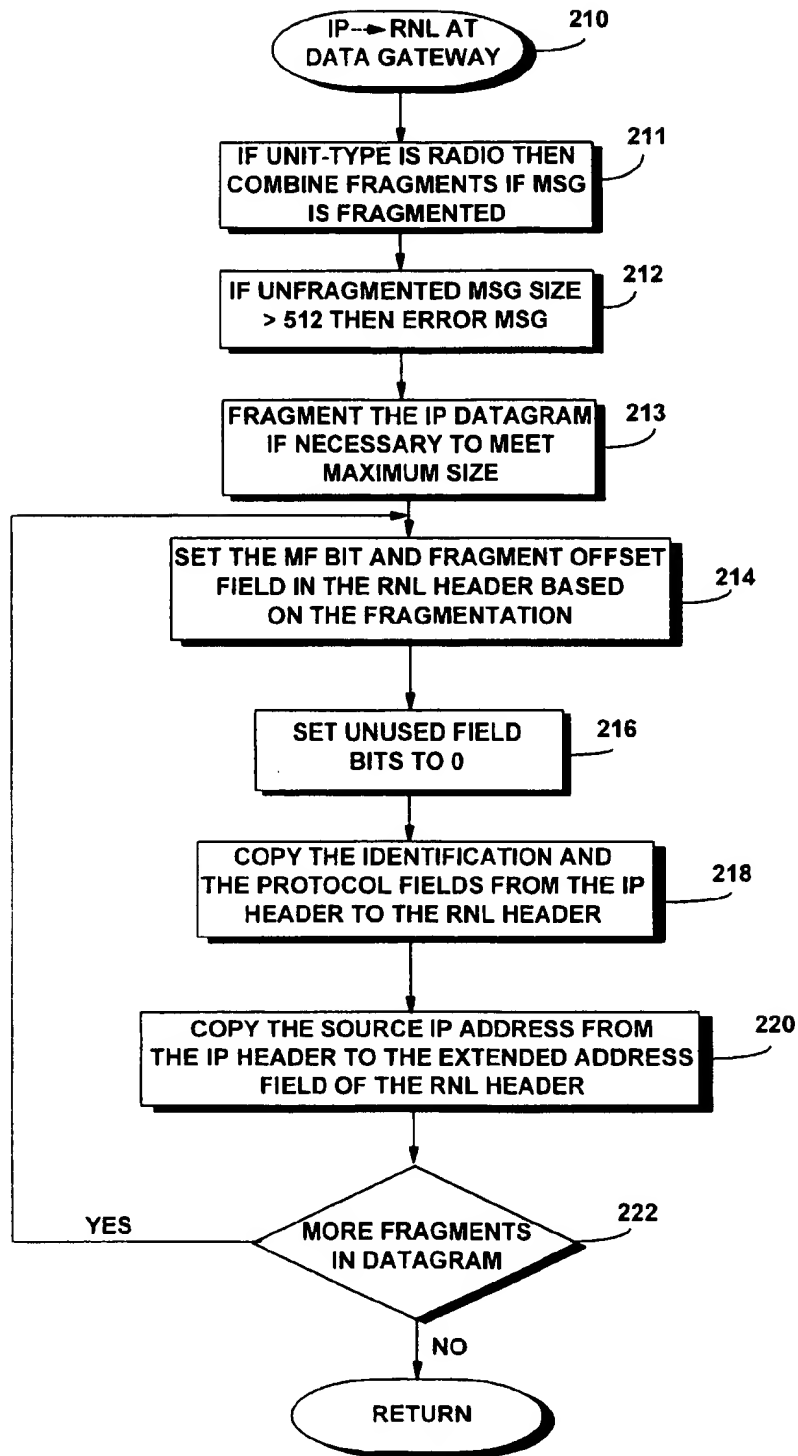 IP--► RNL AT
DATA GATEWAY
210
211
IF UNIT-TYPE IS RADIO THEN
COMBINE FRAGMENTS IF MSG
IS FRAGMENTED
212
IF UNFRAGMENTED MSG SIZE
> 512 THEN ERROR MSG
FRAGMENT THE IP DATAGRAM
IF NECESSARY TO MEET
MAXIMUM SIZE
213
SET THE MF BIT AND FRAGMENT OFFSET
FIELD IN THE RNL HEADER BASED
ON THE FRAGMENTATION
214
SET UNUSED FIELD
BITS TO 0
216
COPY THE IDENTIFICATION AND
THE PROTOCOL FIELDS FROM THE IP
HEADER TO THE RNL HEADER
218
COPY THE SOURCE IP ADDRESS FROM
THE IP HEADER TO THE EXTENDED ADDRESS
FIELD OF THE RNL HEADER
220
YES
MORE FRAGMENTS
IN DATAGRAM
222
NO
RETURN